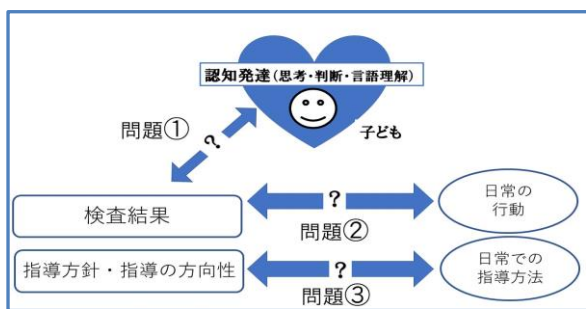 認知発達(思考・判断・言語理解)
子ども
問題①
?
検査結果
?
問題②
日常の
行動
指導方針・指導の方向性
?
問題③
日常での
指導方法